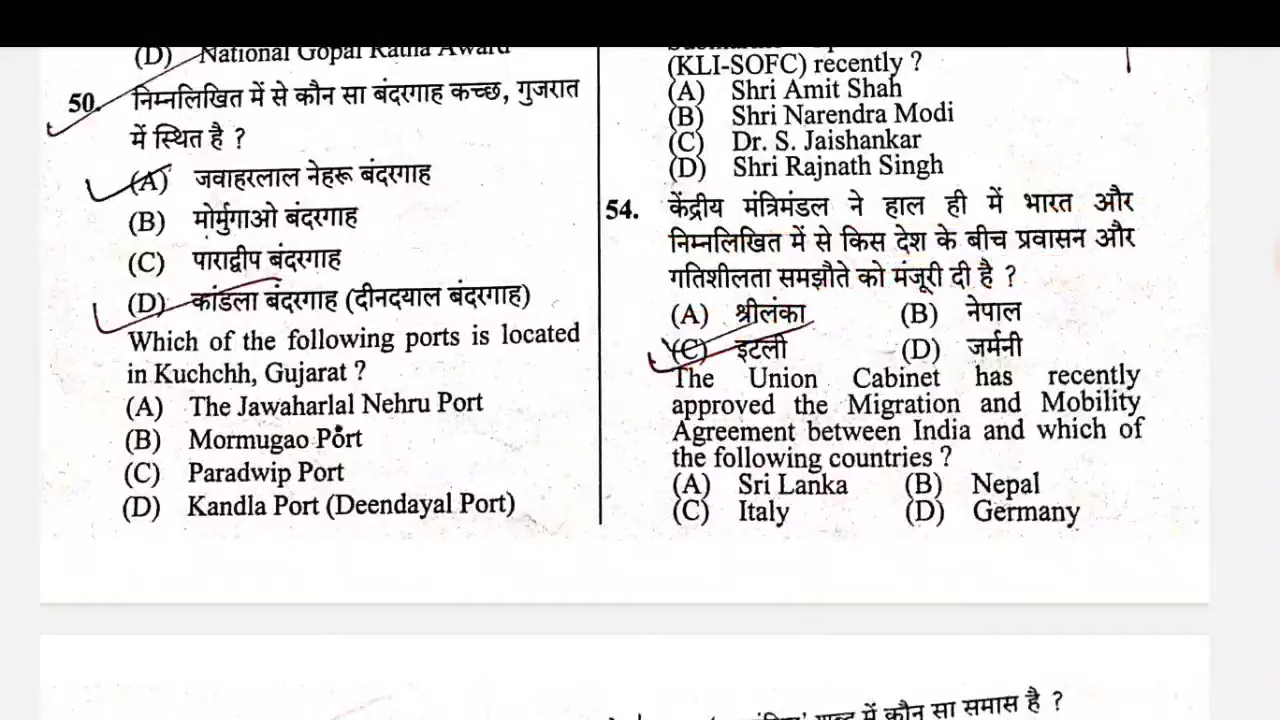 (D) National Gopal Ratna Award
50. निम्नलिखित में से कौन सा बंदरगाह कच्छ, गुजरात
में स्थित है ?
(A) जवाहरलाल नेहरू बंदरगाह
(B) मोर्मुगाओ बंदरगाह
(C) पाराद्वीप बंदरगाह
(D) कांडला बंदरगाह (दीनदयाल बंदरगाह)
Which of the following ports is located
in Kuchchh, Gujarat ?
(A) The Jawaharlal Nehru Port
(B) Mormugao Port
(C) Paradwip Port
(D) Kandla Port (Deendayal Port)
(KLI-SOFC) recently ?
(A) Shri Amit Shah
(B) Shri Narendra Modi
(C) Dr. S. Jaishankar
(D) Shri Rajnath Singh
54. केंद्रीय मंत्रिमंडल ने हाल ही में भारत और
निम्नलिखित में से किस देश के बीच प्रवासन और
गतिशीलता समझौते को मंजूरी दी है ?
(A) श्रीलंका (B) नेपाल
(C) इटली (D) जर्मनी
The Union Cabinet has recently
approved the Migration and Mobility
Agreement between India and which of
the following countries ?
(A) Sri Lanka (B) Nepal
(C) Italy (D) Germany
शब्द में कौन सा समास है ?